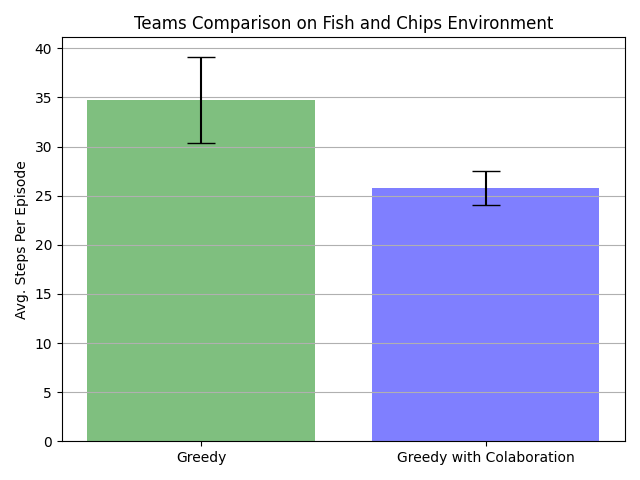 Teams Comparison on Fish and Chips Environment
Avg. Steps Per Episode
40
35
30
25
20
15
10
5
0
Greedy
Greedy with Colaboration